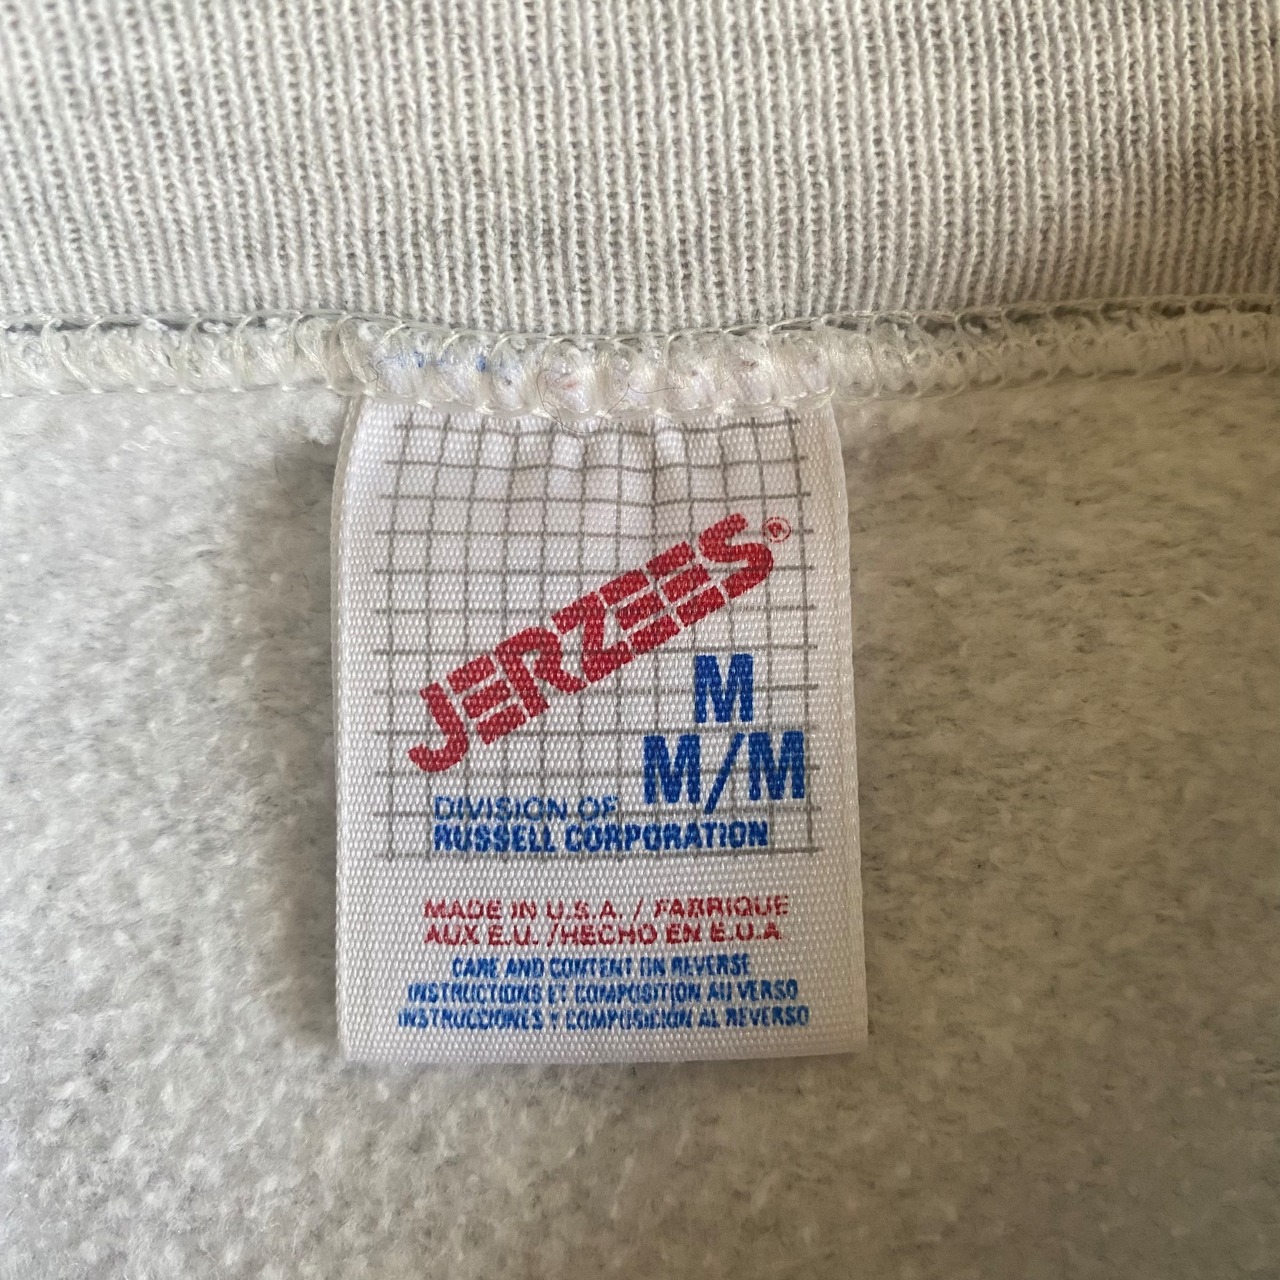 JERZEES®
M
M/M
DIVISION OF
RUSSELL CORPORATION
MADE IN U.S.A. / FABRIQUE
AUX E.U. /HECHO EN E.U.A.
CARE AND CONTENT ON REVERSE
INSTRUCTIONS ET COMPOSITION AU VERSO
INSTRUCCIONES Y COMPOSICION AL REVERSO